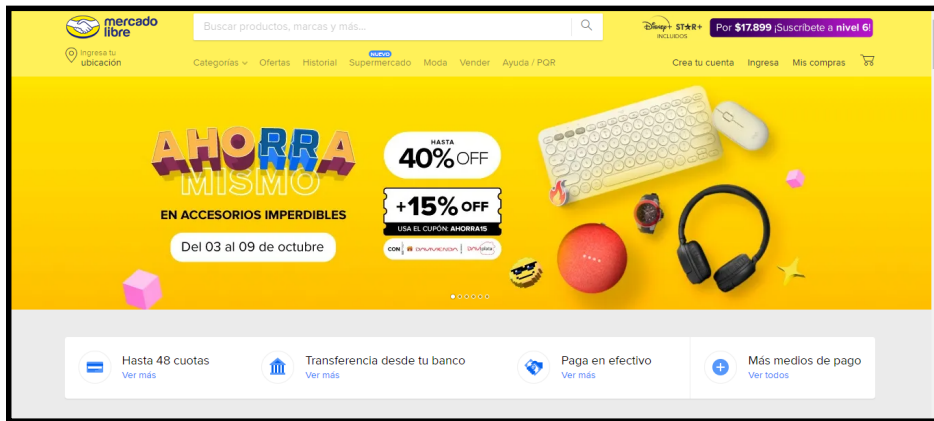 mercado
libre
Buscar productos, marcas y más...
Disney+ ST★R+
INCLUIDOS
Por $17.899 ¡Suscríbete a nivel 6!
Ingresa tu
ubicación
NUEVO
Categorías Ofertas Historial Supermercado Moda Vender Ayuda / PQR
Crea tu cuenta Ingresa Mis compras
AHORRA
MISMO
EN ACCESORIOS IMPERDIBLES
Del 03 al 09 de octubre
HASTA
40% OFF
+15% OFF
USA EL CUPÓN: AHORRA15
CON DAVIVIENDA DAVIplata
Hasta 48 cuotas
Ver más
Transferencia desde tu banco
Ver más
Paga en efectivo
Ver más
Más medios de pago
Ver todos